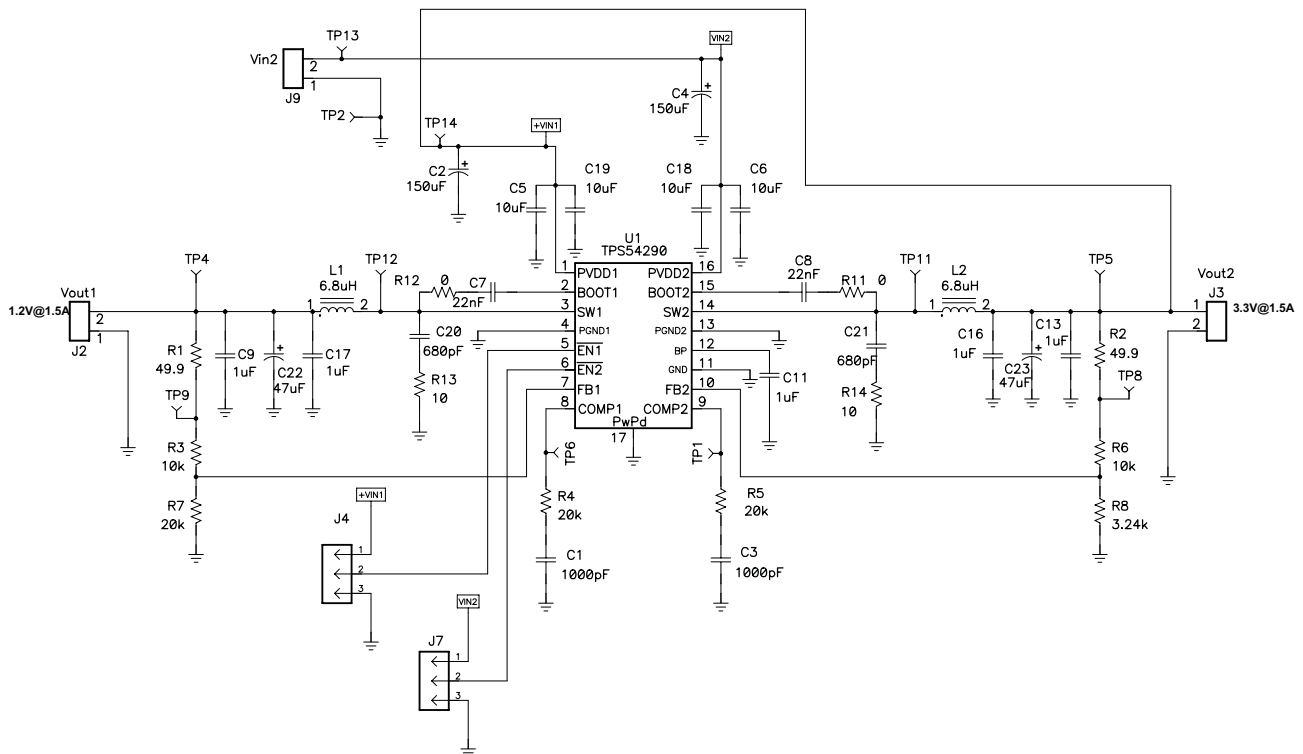 TP13
VIN2
Vin2
2
1
J9
TP2
C4
150uF
+
TP14
+VIN1
C2
150uF
+
C5
10uF
C19
10uF
C18
10uF
C6
10uF
U1
TPS54290
1 PVDD1
2 BOOT1
3 SW1
4 PGND1
5 EN1
6 EN2
7 FB1
8 COMP1
PVDD2 16
BOOT2 15
SW2 14
PGND2 13
BP 12
GND 11
FB2 10
COMP2 9
PwPd
17
TP4
L1
6.8uH
1 2
TP12
R12 0
C7
22nF
C8
22nF
R11 0
TP11
L2
6.8uH
1 2
TP5
Vout1
1.2V@1.5A
2
1
J2
Vout2
J3
3.3V@1.5A
1
2
R1
49.9
C9
1uF
C22
47uF
+
C17
1uF
C20
680pF
R13
10
C21
680pF
R14
10
C11
1uF
C16
1uF
C23
47uF
+
C13
1uF
R2
49.9
TP9
TP8
R3
10k
R7
20k
R6
10k
R8
3.24k
TP6
TP1
R4
20k
C1
1000pF
R5
20k
C3
1000pF
+VIN1
J4
1
2
3
VIN2
J7
1
2
3